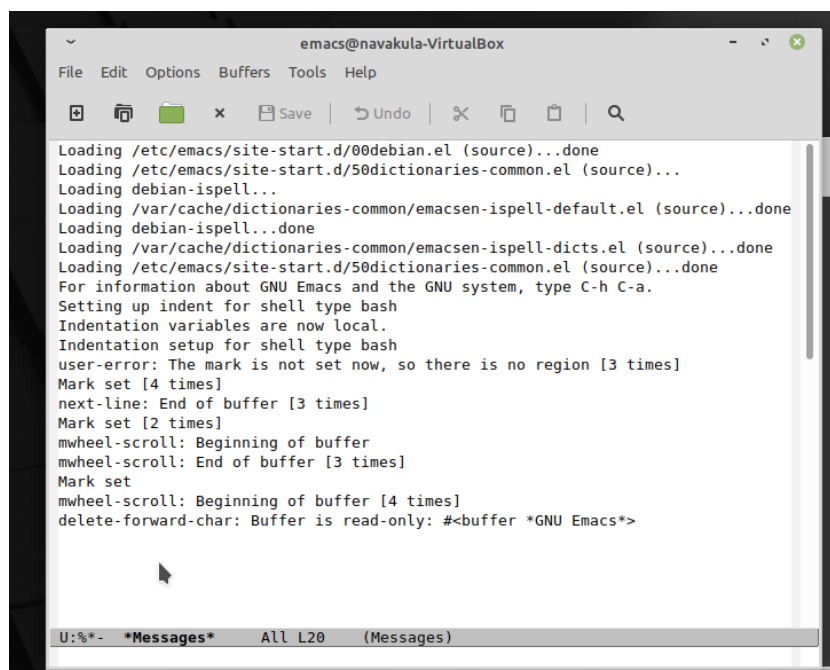 emacs@navakula-VirtualBox
File Edit Options Buffers Tools Help
Save Undo
Loading /etc/emacs/site-start.d/00debian.el (source)...done
Loading /etc/emacs/site-start.d/50dictionaries-common.el (source)...
Loading debian-ispell...
Loading /var/cache/dictionaries-common/emacsen-ispell-default.el (source)...done
Loading debian-ispell...done
Loading /var/cache/dictionaries-common/emacsen-ispell-dicts.el (source)...done
Loading /etc/emacs/site-start.d/50dictionaries-common.el (source)...done
For information about GNU Emacs and the GNU system, type C-h C-a.
Setting up indent for shell type bash
Indentation variables are now local.
Indentation setup for shell type bash
user-error: The mark is not set now, so there is no region [3 times]
Mark set [4 times]
next-line: End of buffer [3 times]
Mark set [2 times]
mwheel-scroll: Beginning of buffer
mwheel-scroll: End of buffer [3 times]
Mark set
mwheel-scroll: Beginning of buffer [4 times]
delete-forward-char: Buffer is read-only: #<buffer *GNU Emacs*>
U:%*- *Messages* All L20 (Messages)